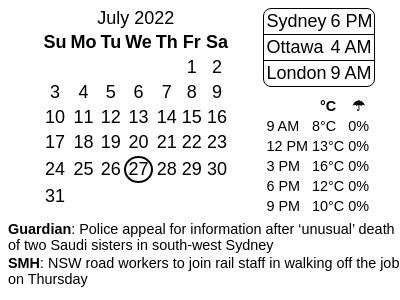 July 2022
Su Mo Tu We Th Fr Sa
1 2
3 4 5 6 7 8 9
10 11 12 13 14 15 16
17 18 19 20 21 22 23
24 25 26 27 28 29 30
31
Sydney 6 PM
Ottawa 4 AM
London 9 AM
°C ☂
9 AM 8°C 0%
12 PM 13°C 0%
3 PM 16°C 0%
6 PM 12°C 0%
9 PM 10°C 0%
Guardian: Police appeal for information after ‘unusual’ death
of two Saudi sisters in south-west Sydney
SMH: NSW road workers to join rail staff in walking off the job
on Thursday